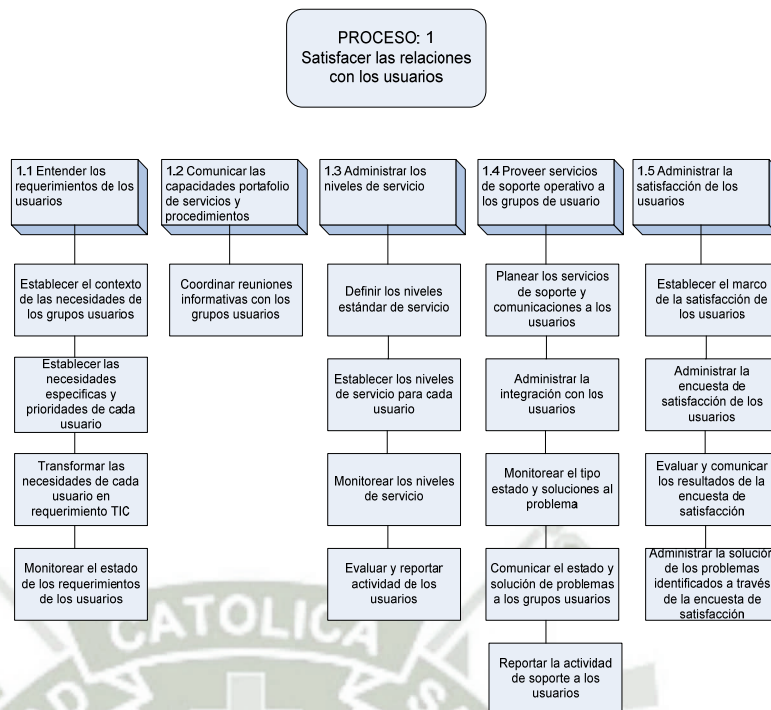 PROCESO: 1
Satisfacer las relaciones
con los usuarios
1.1 Entender los
requerimientos de los
usuarios
1.2 Comunicar las
capacidades portafolio
de servicios y
procedimientos
1.3 Administrar los
niveles de servicio
1.4 Proveer servicios
de soporte operativo a
los grupos de usuario
1.5 Administrar la
satisfacción de los
usuarios
Establecer el contexto
de las necesidades de
los grupos usuarios
Coordinar reuniones
informativas con los
grupos usuarios
Definir los niveles
estándar de servicio
Planear los servicios
de soporte y
comunicaciones a los
usuarios
Establecer el marco
de la satisfacción de
los usuarios
Establecer las
necesidades
especificas y
prioridades de cada
usuario
Establecer los niveles
de servicio para cada
usuario
Administrar la
integración con los
usuarios
Administrar la
encuesta de
satisfacción de los
usuarios
Transformar las
necesidades de cada
usuario en
requerimiento TIC
Monitorear los niveles
de servicio
Monitorear el tipo
estado y soluciones al
problema
Evaluar y comunicar
los resultados de la
encuesta de
satisfacción
Monitorear el estado
de los requerimientos
de los usuarios
Evaluar y reportar
actividad de los
usuarios
Comunicar el estado y
solución de problemas
a los grupos usuarios
Administrar la solución
de los problemas
identificados a través
de la encuesta de
satisfacción
Reportar la actividad
de soporte a los
usuarios
CATOLICA